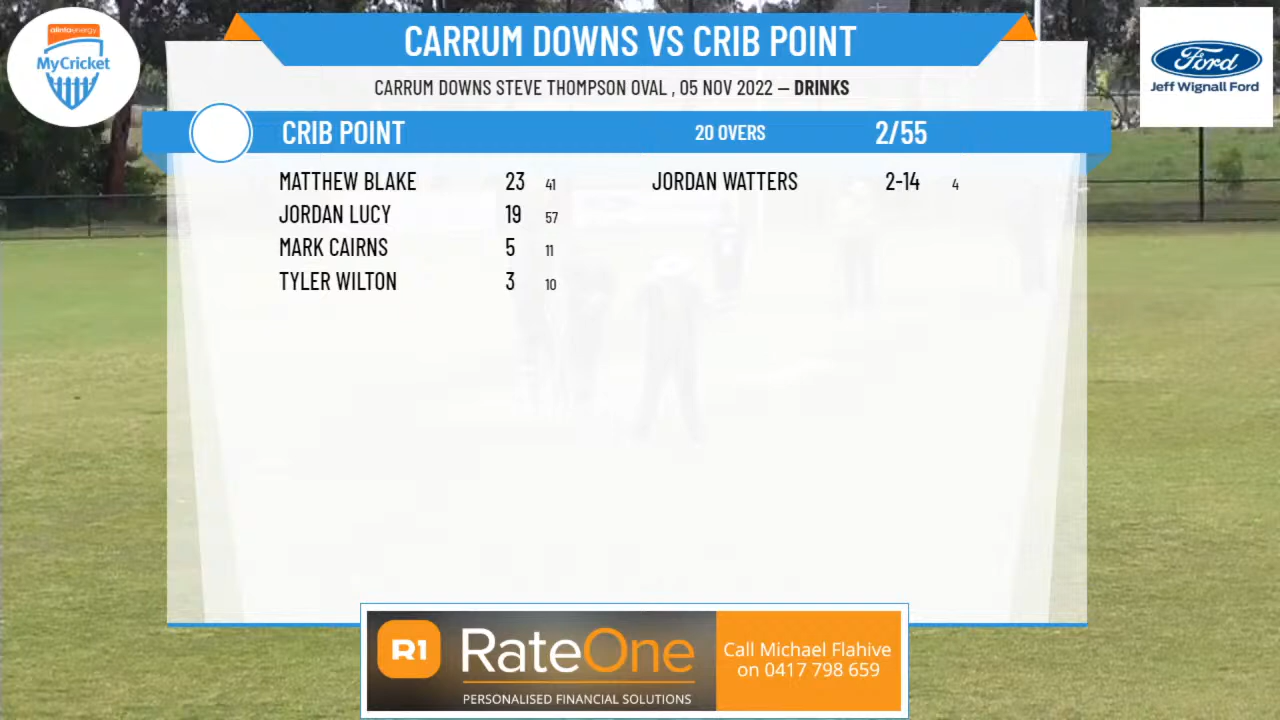 alintaenergy
MyCricket
CARRUM DOWNS VS CRIB POINT
Ford
Jeff Wignall Ford
CARRUM DOWNS STEVE THOMPSON OVAL , 05 NOV 2022 – DRINKS
CRIB POINT 20 OVERS 2/55
MATTHEW BLAKE 23 41 JORDAN WATTERS 2-14 4
JORDAN LUCY 19 57
MARK CAIRNS 5 11
TYLER WILTON 3 10
R1 RateOne
PERSONALISED FINANCIAL SOLUTIONS
Call Michael Flahive
on 0417 798 659